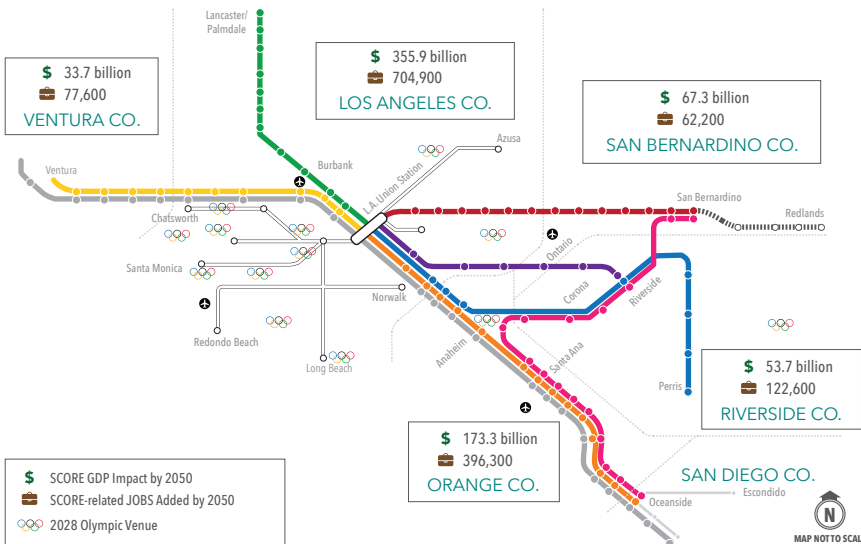 Lancaster/
Palmdale
$ 33.7 billion
77,600
VENTURA CO.
$ 355.9 billion
704,900
LOS ANGELES CO.
$ 67.3 billion
62,200
SAN BERNARDINO CO.
Azusa
Burbank
L.A. Union Station
Ventura
Chatsworth
San Bernardino
Redlands
Ontario
Santa Monica
Norwalk
Corona
Riverside
Redondo Beach
Long Beach
Anaheim
Santa Ana
Perris
$ 53.7 billion
122,600
RIVERSIDE CO.
$ 173.3 billion
396,300
ORANGE CO.
SAN DIEGO CO.
Escondido
Oceanside
$ SCORE GDP Impact by 2050
SCORE-related JOBS Added by 2050
2028 Olympic Venue
N
MAP NOT TO SCAL